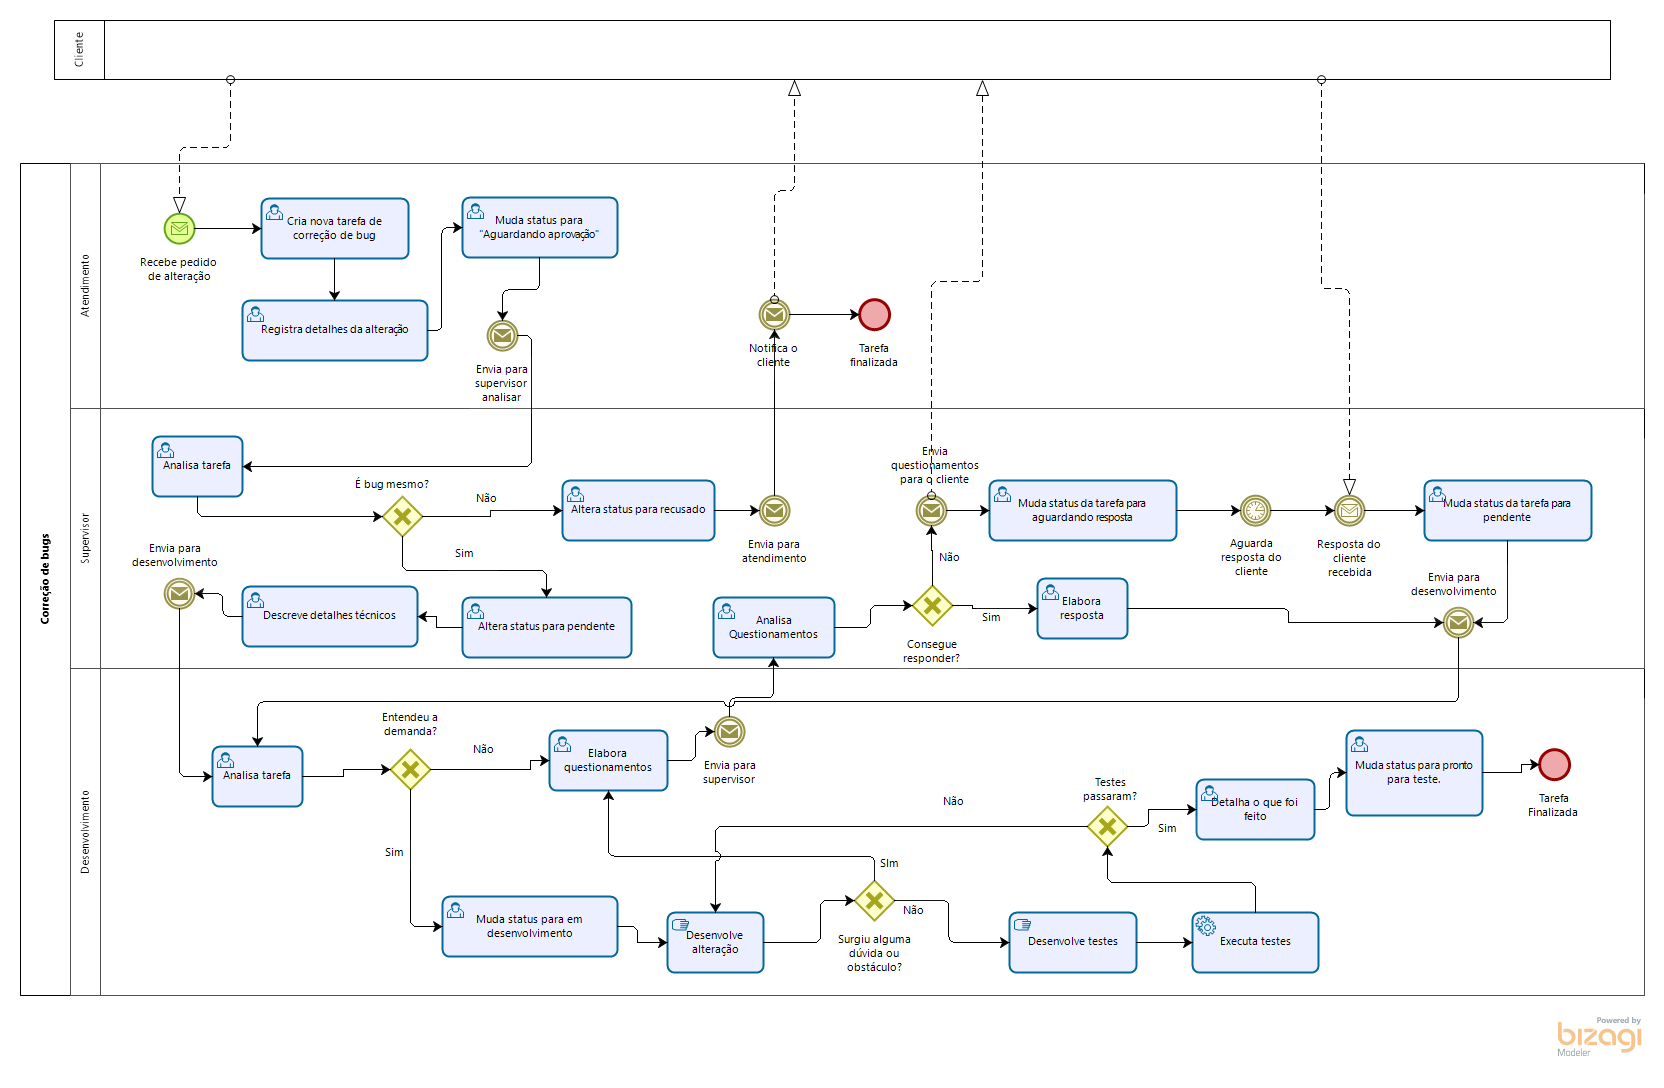 Cliente
Correção de bugs
Atendimento
Recebe pedido
de alteração
Cria nova tarefa de
correção de bug
Registra detalhes da alteração
Muda status para
"Aguardando aprovação"
Envia para
supervisor
analisar
Notifica o
cliente
Tarefa
finalizada
Supervisor
Analisa tarefa
É bug mesmo?
Não
Sim
Altera status para recusado
Envia para
atendimento
Envia para
desenvolvimento
Descreve detalhes técnicos
Altera status para pendente
Analisa
Questionamentos
Consegue
responder?
Não
Sim
Envia
questionamentos
para o cliente
Muda status da tarefa para
aguardando resposta
Aguarda
resposta do
cliente
Resposta do
cliente
recebida
Muda status da tarefa para
pendente
Elabora
resposta
Envia para
desenvolvimento
Desenvolvimento
Analisa tarefa
Entendeu a
demanda?
Não
Sim
Elabora
questionamentos
Envia para
supervisor
Muda status para em
desenvolvimento
Desenvolve
alteração
Surgiu alguma
dúvida ou
obstáculo?
SIm
Não
Desenvolve testes
Executa testes
Testes
passaram?
Não
Sim
Detalha o que foi
feito
Muda status para pronto
para teste.
Tarefa
Finalizada
Powered by
bizagi
Modeler